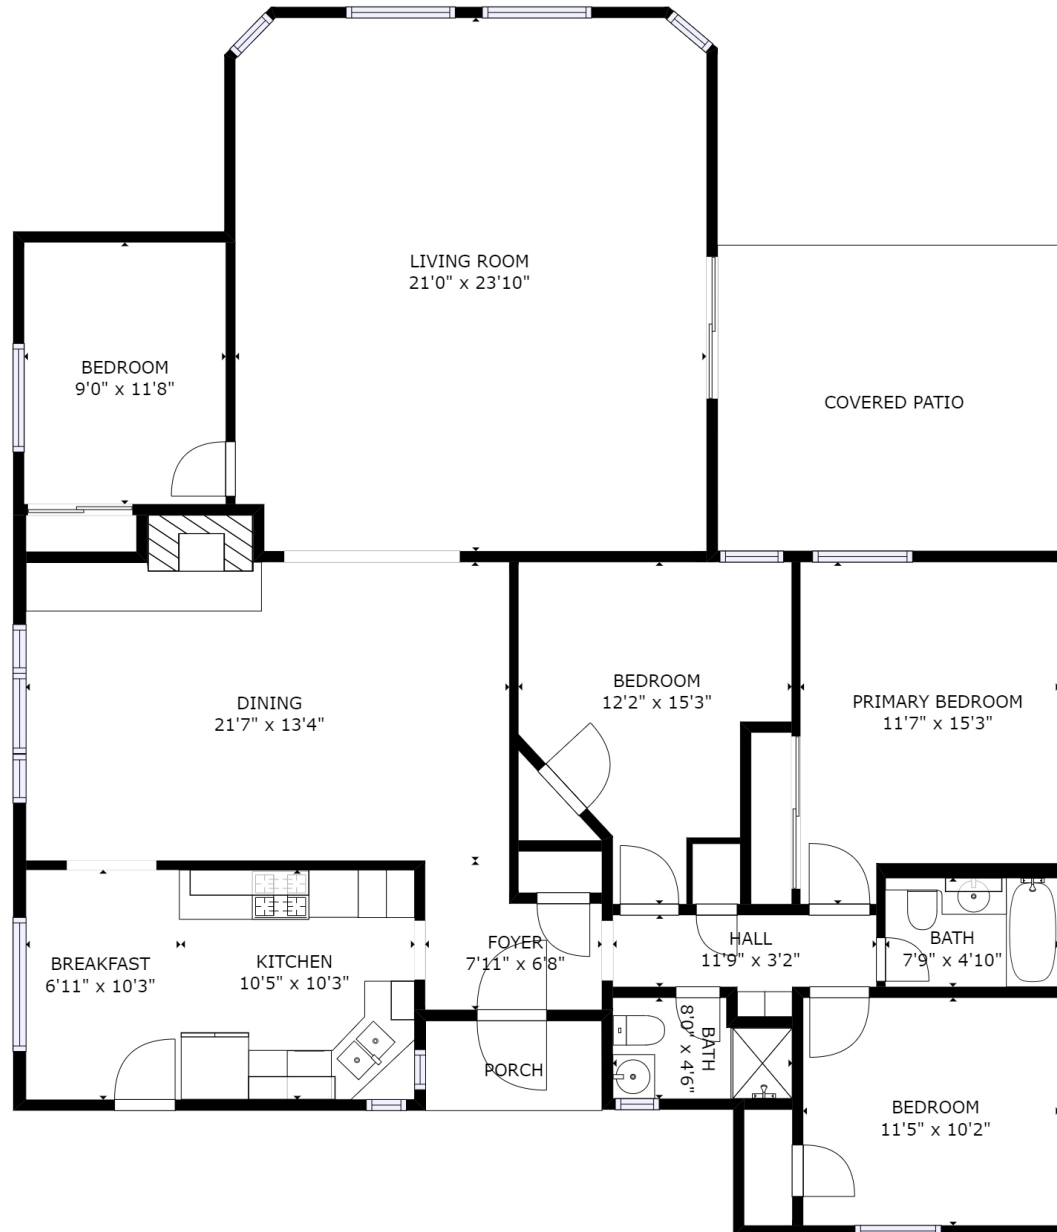 LIVING ROOM
21'0" x 23'10"
BEDROOM
9'0" x 11'8"
COVERED PATIO
DINING
21'7" x 13'4"
BEDROOM
12'2" x 15'3"
PRIMARY BEDROOM
11'7" x 15'3"
BREAKFAST
6'11" x 10'3"
KITCHEN
10'5" x 10'3"
FOYER
7'11" x 6'8"
HALL
11'9" x 3'2"
BATH
7'9" x 4'10"
PORCH
BATH
8'0" x 4'6"
BEDROOM
11'5" x 10'2"